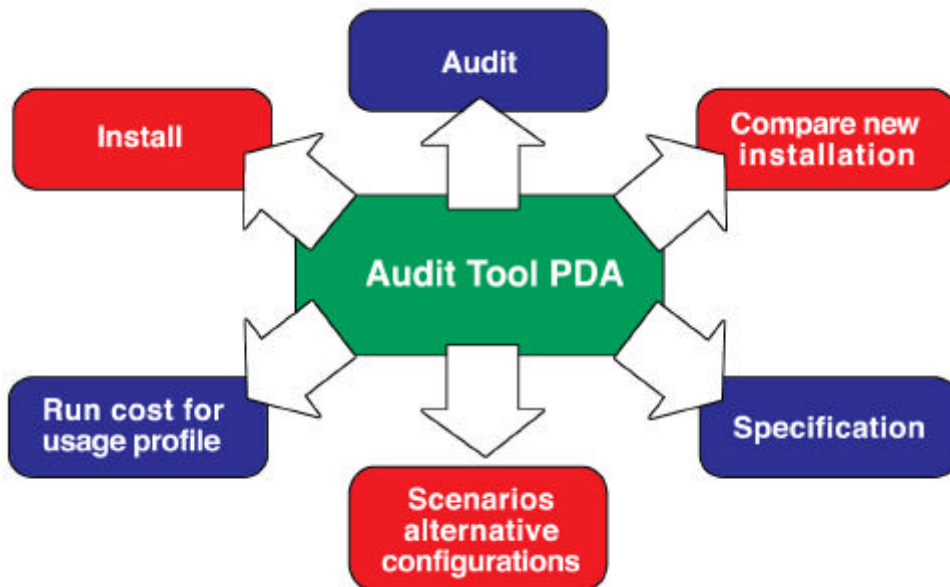 Audit
Install
Compare new
installation
Audit Tool PDA
Run cost for
usage profile
Specification
Scenarios
alternative
configurations